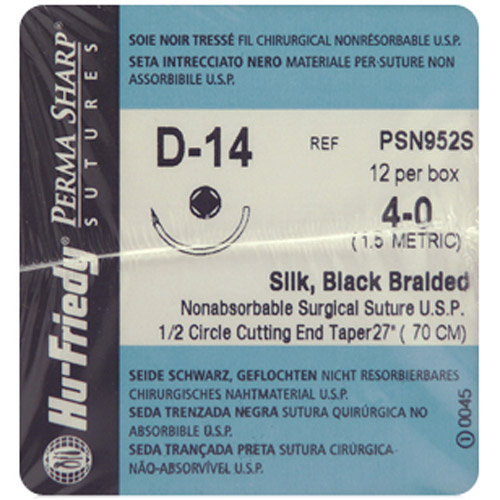 SOIE NOIR TRESSÉ FIL CHIRURGICAL NONRÉSORBABLE U.S.P.
SETA INTRECCIATO NERO MATERIALE PER SUTURE NON
ASSORBIBILE U.S.P.
Hu-Friedy®
PERMA SHARP®
SUTURES
D-14
REF PSN952S
12 per box
4-0
(1.5 METRIC)
Silk, Black Braided
Nonabsorbable Surgical Suture U.S.P.
1/2 Circle Cutting End Taper27" ( 70 CM)
SEIDE SCHWARZ, GEFLOCHTEN NICHT RESORBIERBARES
CHIRURGISCHES NAHTMATERIAL U.S.P.
SEDA TRENZADA NEGRA SUTURA QUIRÚRGICA NO
ABSORBIBLE Ú.S.P.
SEDA TRANÇADA PRETA SUTURA CIRÚRGICA-
NÃO-ABSORVÍVEL U.S.P.
0045